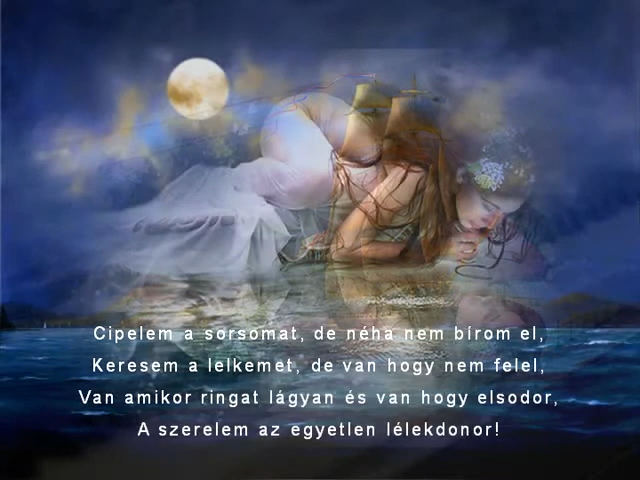 Cipelem a sorsomat, de néha nem bírom el,
Keresem a lelkemet, de van hogy nem felel,
Van amikor ringat lágyan és van hogy elsodor,
A szerelem az egyetlen lélekdonor!